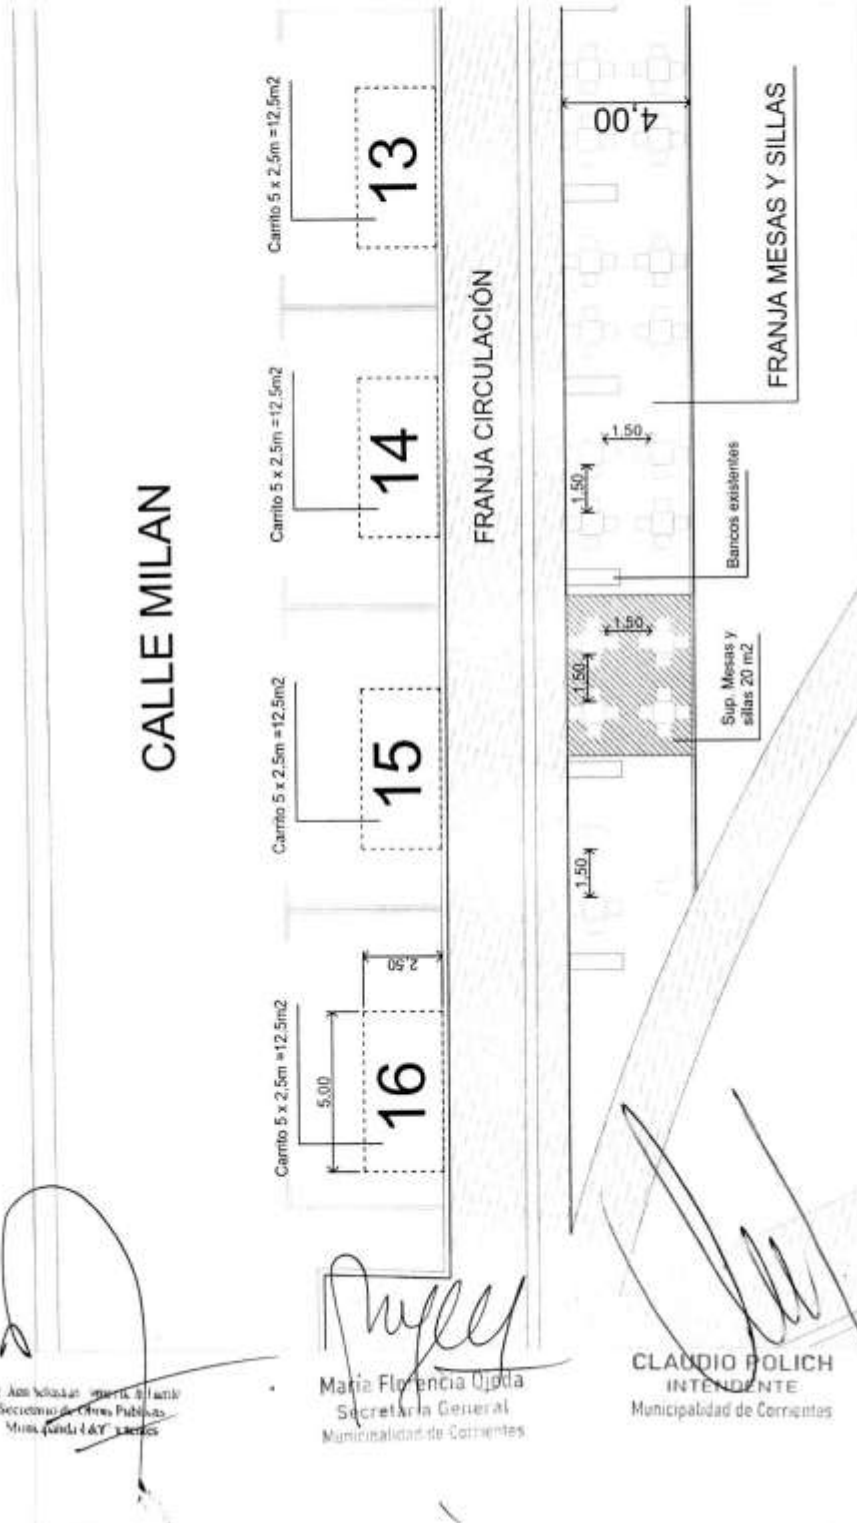 CALLE MILAN
Carrito 5 x 2,5m =12,5m2
16
5,00
2,50
Carrito 5 x 2,5m =12,5m2
15
Carrito 5 x 2,5m =12,5m2
14
Carrito 5 x 2,5m =12,5m2
13
FRANJA CIRCULACIÓN
1,50
1,50
1,50
1,50
1,50
4,00
Sup. Mesas y
sillas 20 m2
Bancos existentes
FRANJA MESAS Y SILLAS
Secretario de Obras Públicas
María Florencia Ojeda
Secretaria General
Municipalidad de Corrientes
CLAUDIO POLICH
INTENDENTE
Municipalidad de Corrientes